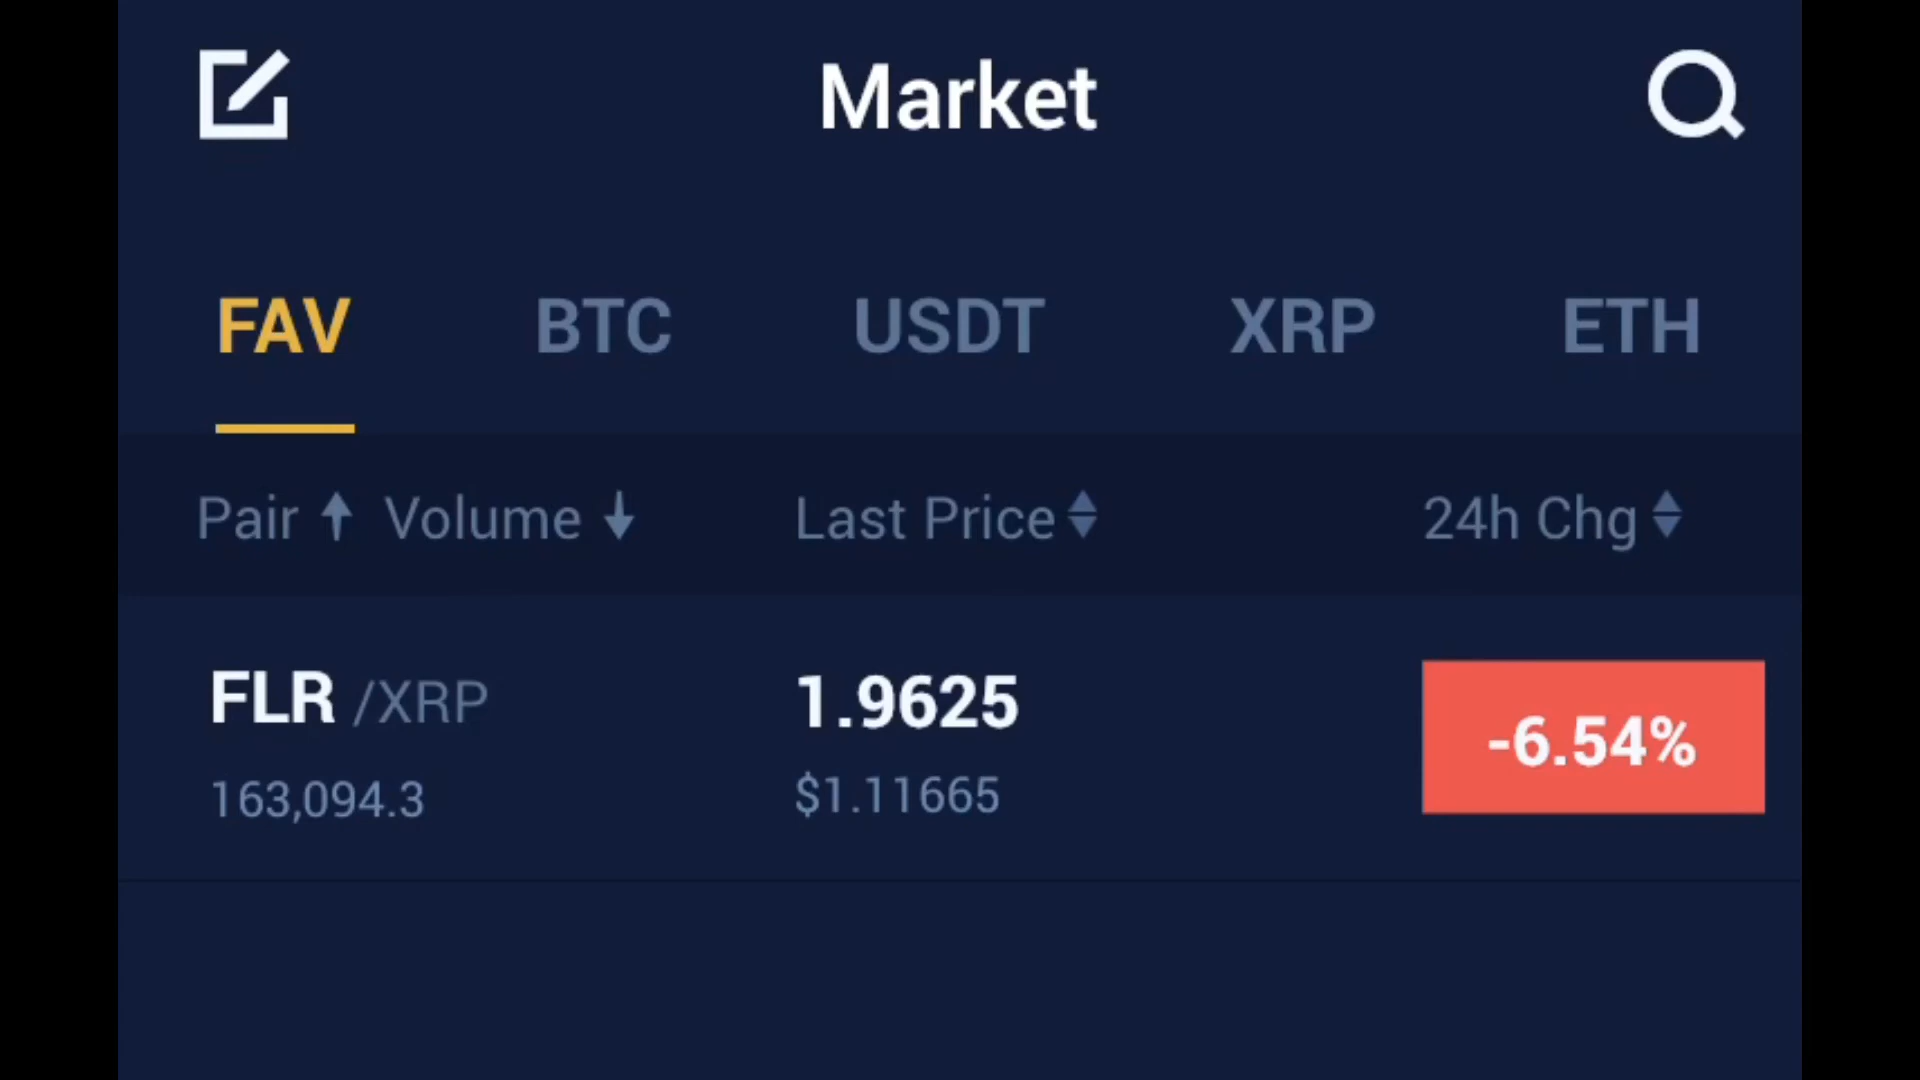 Market
FAV BTC USDT XRP ETH
Pair Volume Last Price 24h Chg
FLR /XRP 1.9625 -6.54%
163,094.3 $1.11665